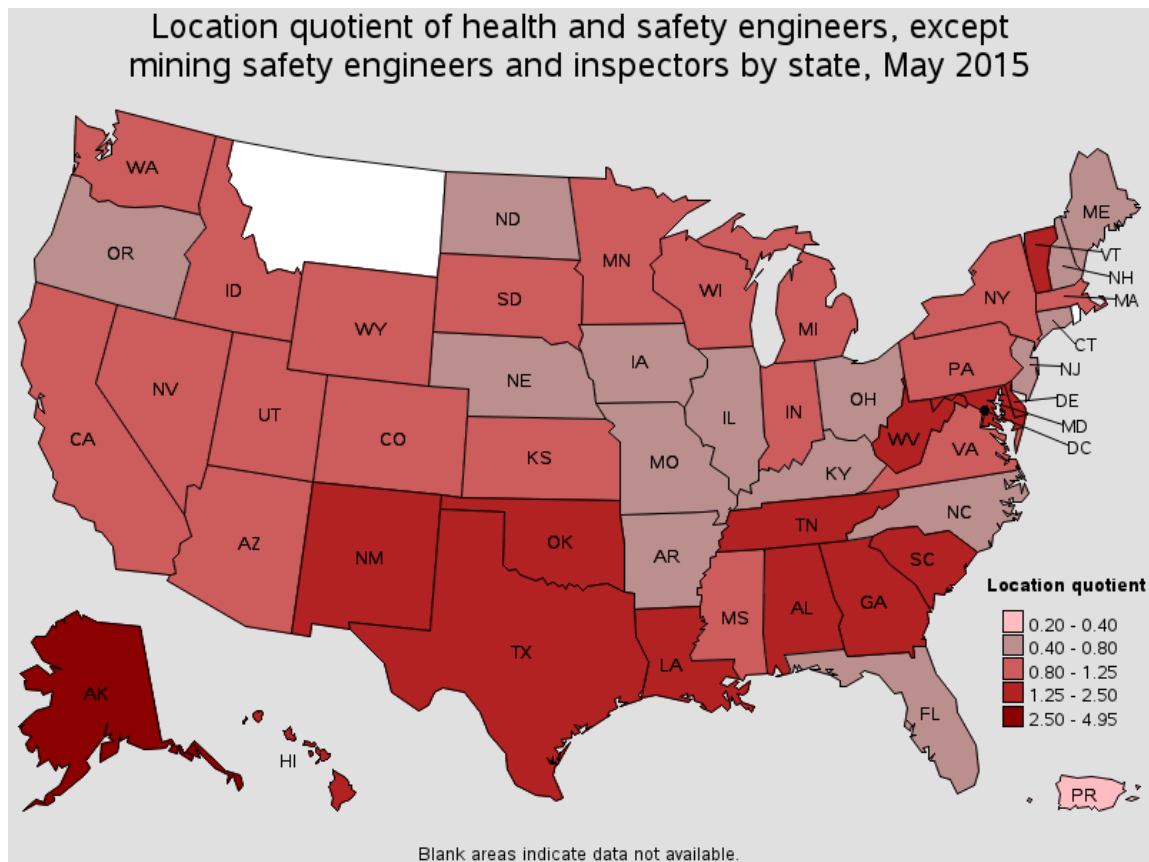 Location quotient of health and safety engineers, except
mining safety engineers and inspectors by state, May 2015
WA
ND
ME
OR
MN
VT
ID
SD
WI
NH
NY
MA
WY
MI
CT
IA
PA
NJ
NE
NV
OH
DE
UT
IL
IN
MD
CA
CO
WV
DC
KS
MO
VA
KY
NC
AZ
OK
TN
NM
AR
SC
Location quotient
MS
AL
GA
0.20 - 0.40
0.40 - 0.80
TX
LA
0.80 - 1.25
AK
1.25 - 2.50
FL
2.50 - 4.95
HI
PR
Blank areas indicate data not available.